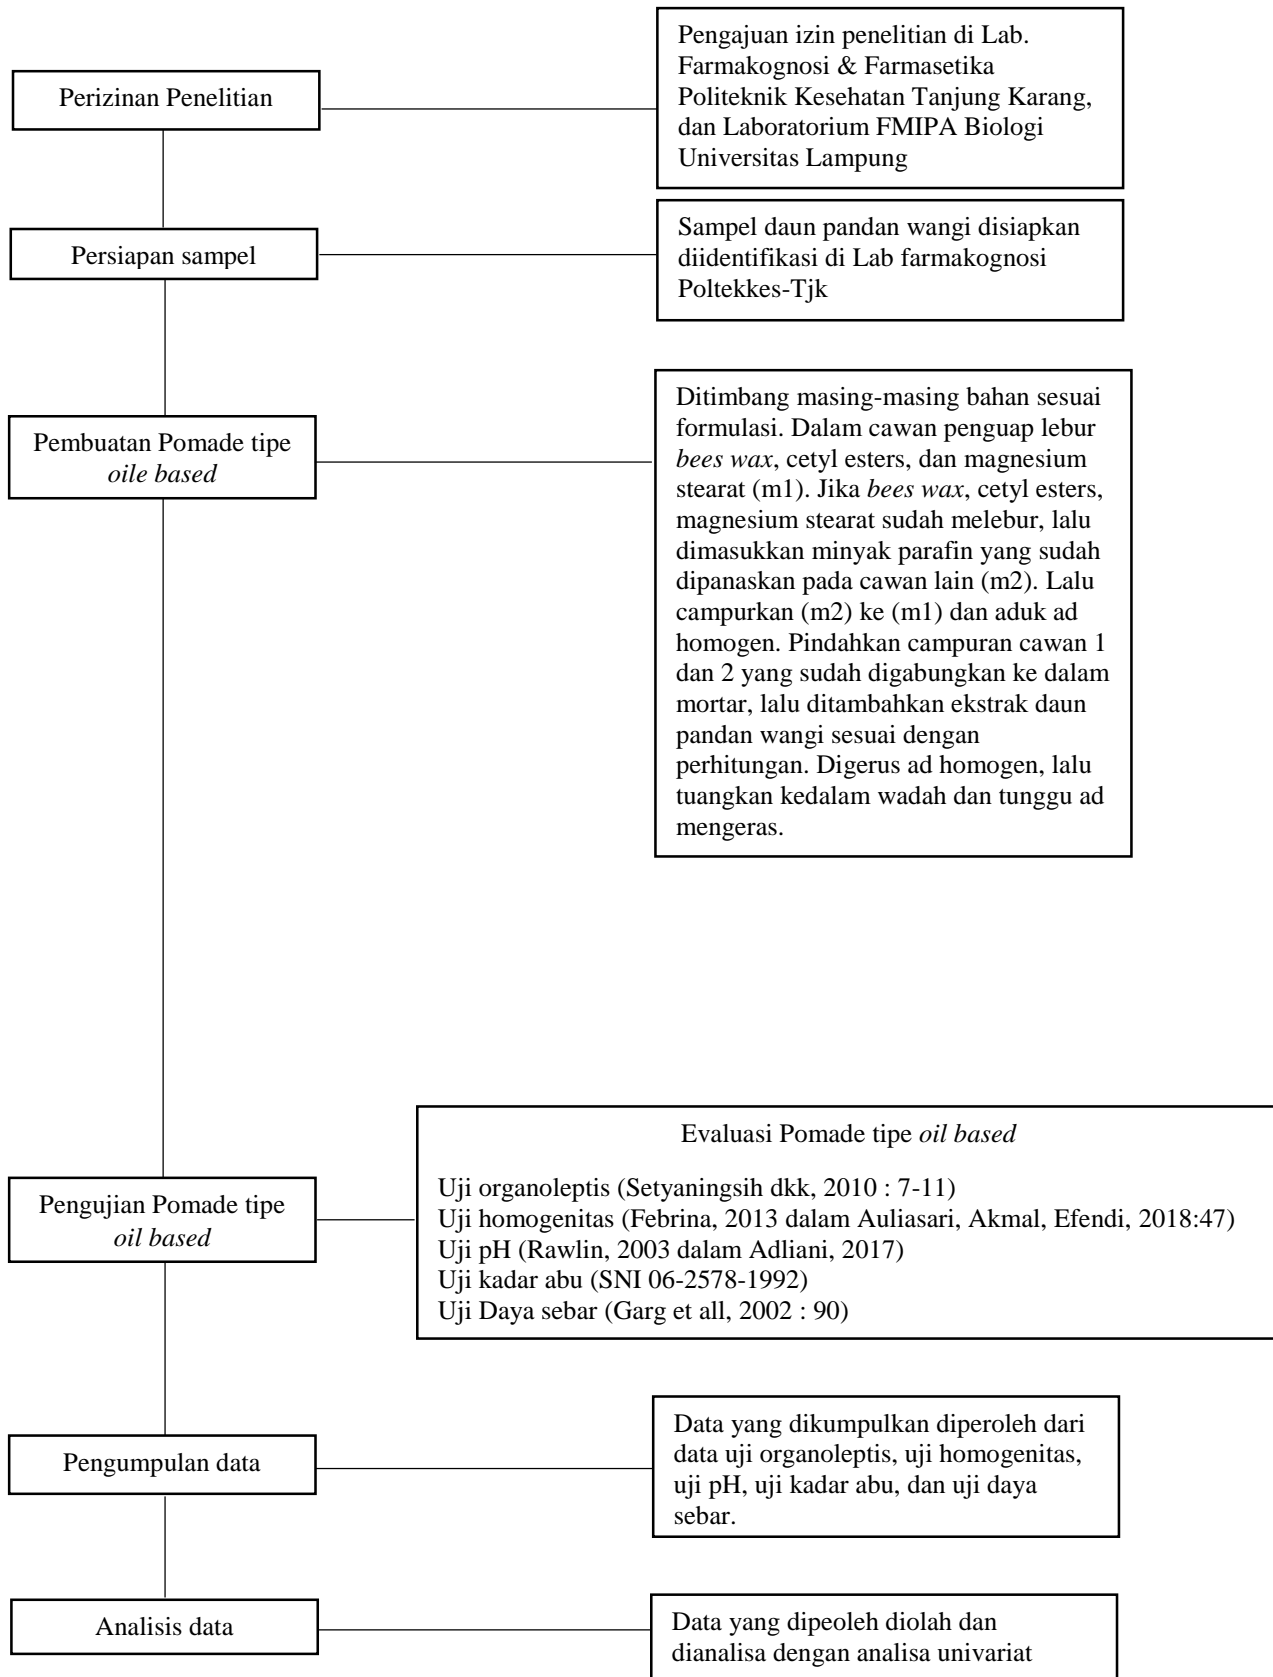 Perizinan Penelitian
Pengajuan izin penelitian di Lab.
Farmakognosi & Farmasetika
Politeknik Kesehatan Tanjung Karang,
dan Laboratorium FMIPA Biologi
Universitas Lampung
Persiapan sampel
Sampel daun pandan wangi disiapkan
diidentifikasi di Lab farmakognosi
Poltekkes-Tjk
Pembuatan Pomade tipe
oile based
Ditimbang masing-masing bahan sesuai
formulasi. Dalam cawan penguap lebur
bees wax, cetyl esters, dan magnesium
stearat (m1). Jika bees wax, cetyl esters,
magnesium stearat sudah melebur, lalu
dimasukkan minyak parafin yang sudah
dipanaskan pada cawan lain (m2). Lalu
campurkan (m2) ke (m1) dan aduk ad
homogen. Pindahkan campuran cawan 1
dan 2 yang sudah digabungkan ke dalam
mortar, lalu ditambahkan ekstrak daun
pandan wangi sesuai dengan
perhitungan. Digerus ad homogen, lalu
tuangkan kedalam wadah dan tunggu ad
mengeras.
Pengujian Pomade tipe
oil based
Evaluasi Pomade tipe oil based
Uji organoleptis (Setyaningsih dkk, 2010 : 7-11)
Uji homogenitas (Febrina, 2013 dalam Auliasari, Akmal, Efendi, 2018:47)
Uji pH (Rawlin, 2003 dalam Adliani, 2017)
Uji kadar abu (SNI 06-2578-1992)
Uji Daya sebar (Garg et all, 2002 : 90)
Pengumpulan data
Data yang dikumpulkan diperoleh dari
data uji organoleptis, uji homogenitas,
uji pH, uji kadar abu, dan uji daya
sebar.
Analisis data
Data yang dipeoleh diolah dan
dianalisa dengan analisa univariat